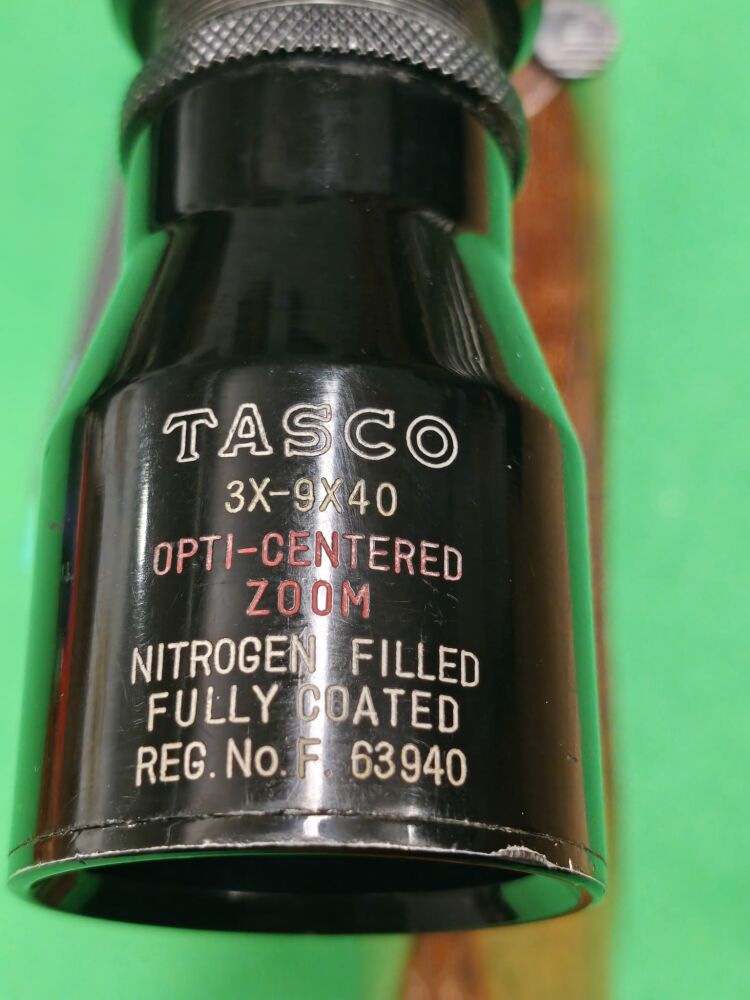 TASCO
3X-9X40
OPTI-CENTERED
ZOOM
NITROGEN FILLED
FULLY COATED
REG. No. F. 63940